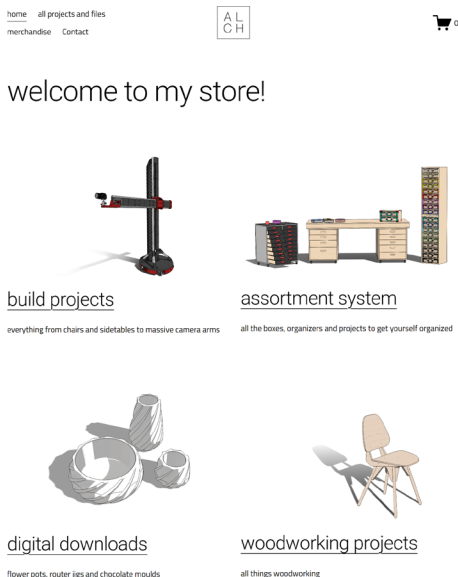 home all projects and files
merchandise Contact
AL
CH
0
welcome to my store!
build projects
everything from chairs and sidetables to massive camera arms
assortment system
all the boxes, organizers and projects to get yourself organized
digital downloads
flower pots, router jigs and chocolate moulds
woodworking projects
all things woodworking